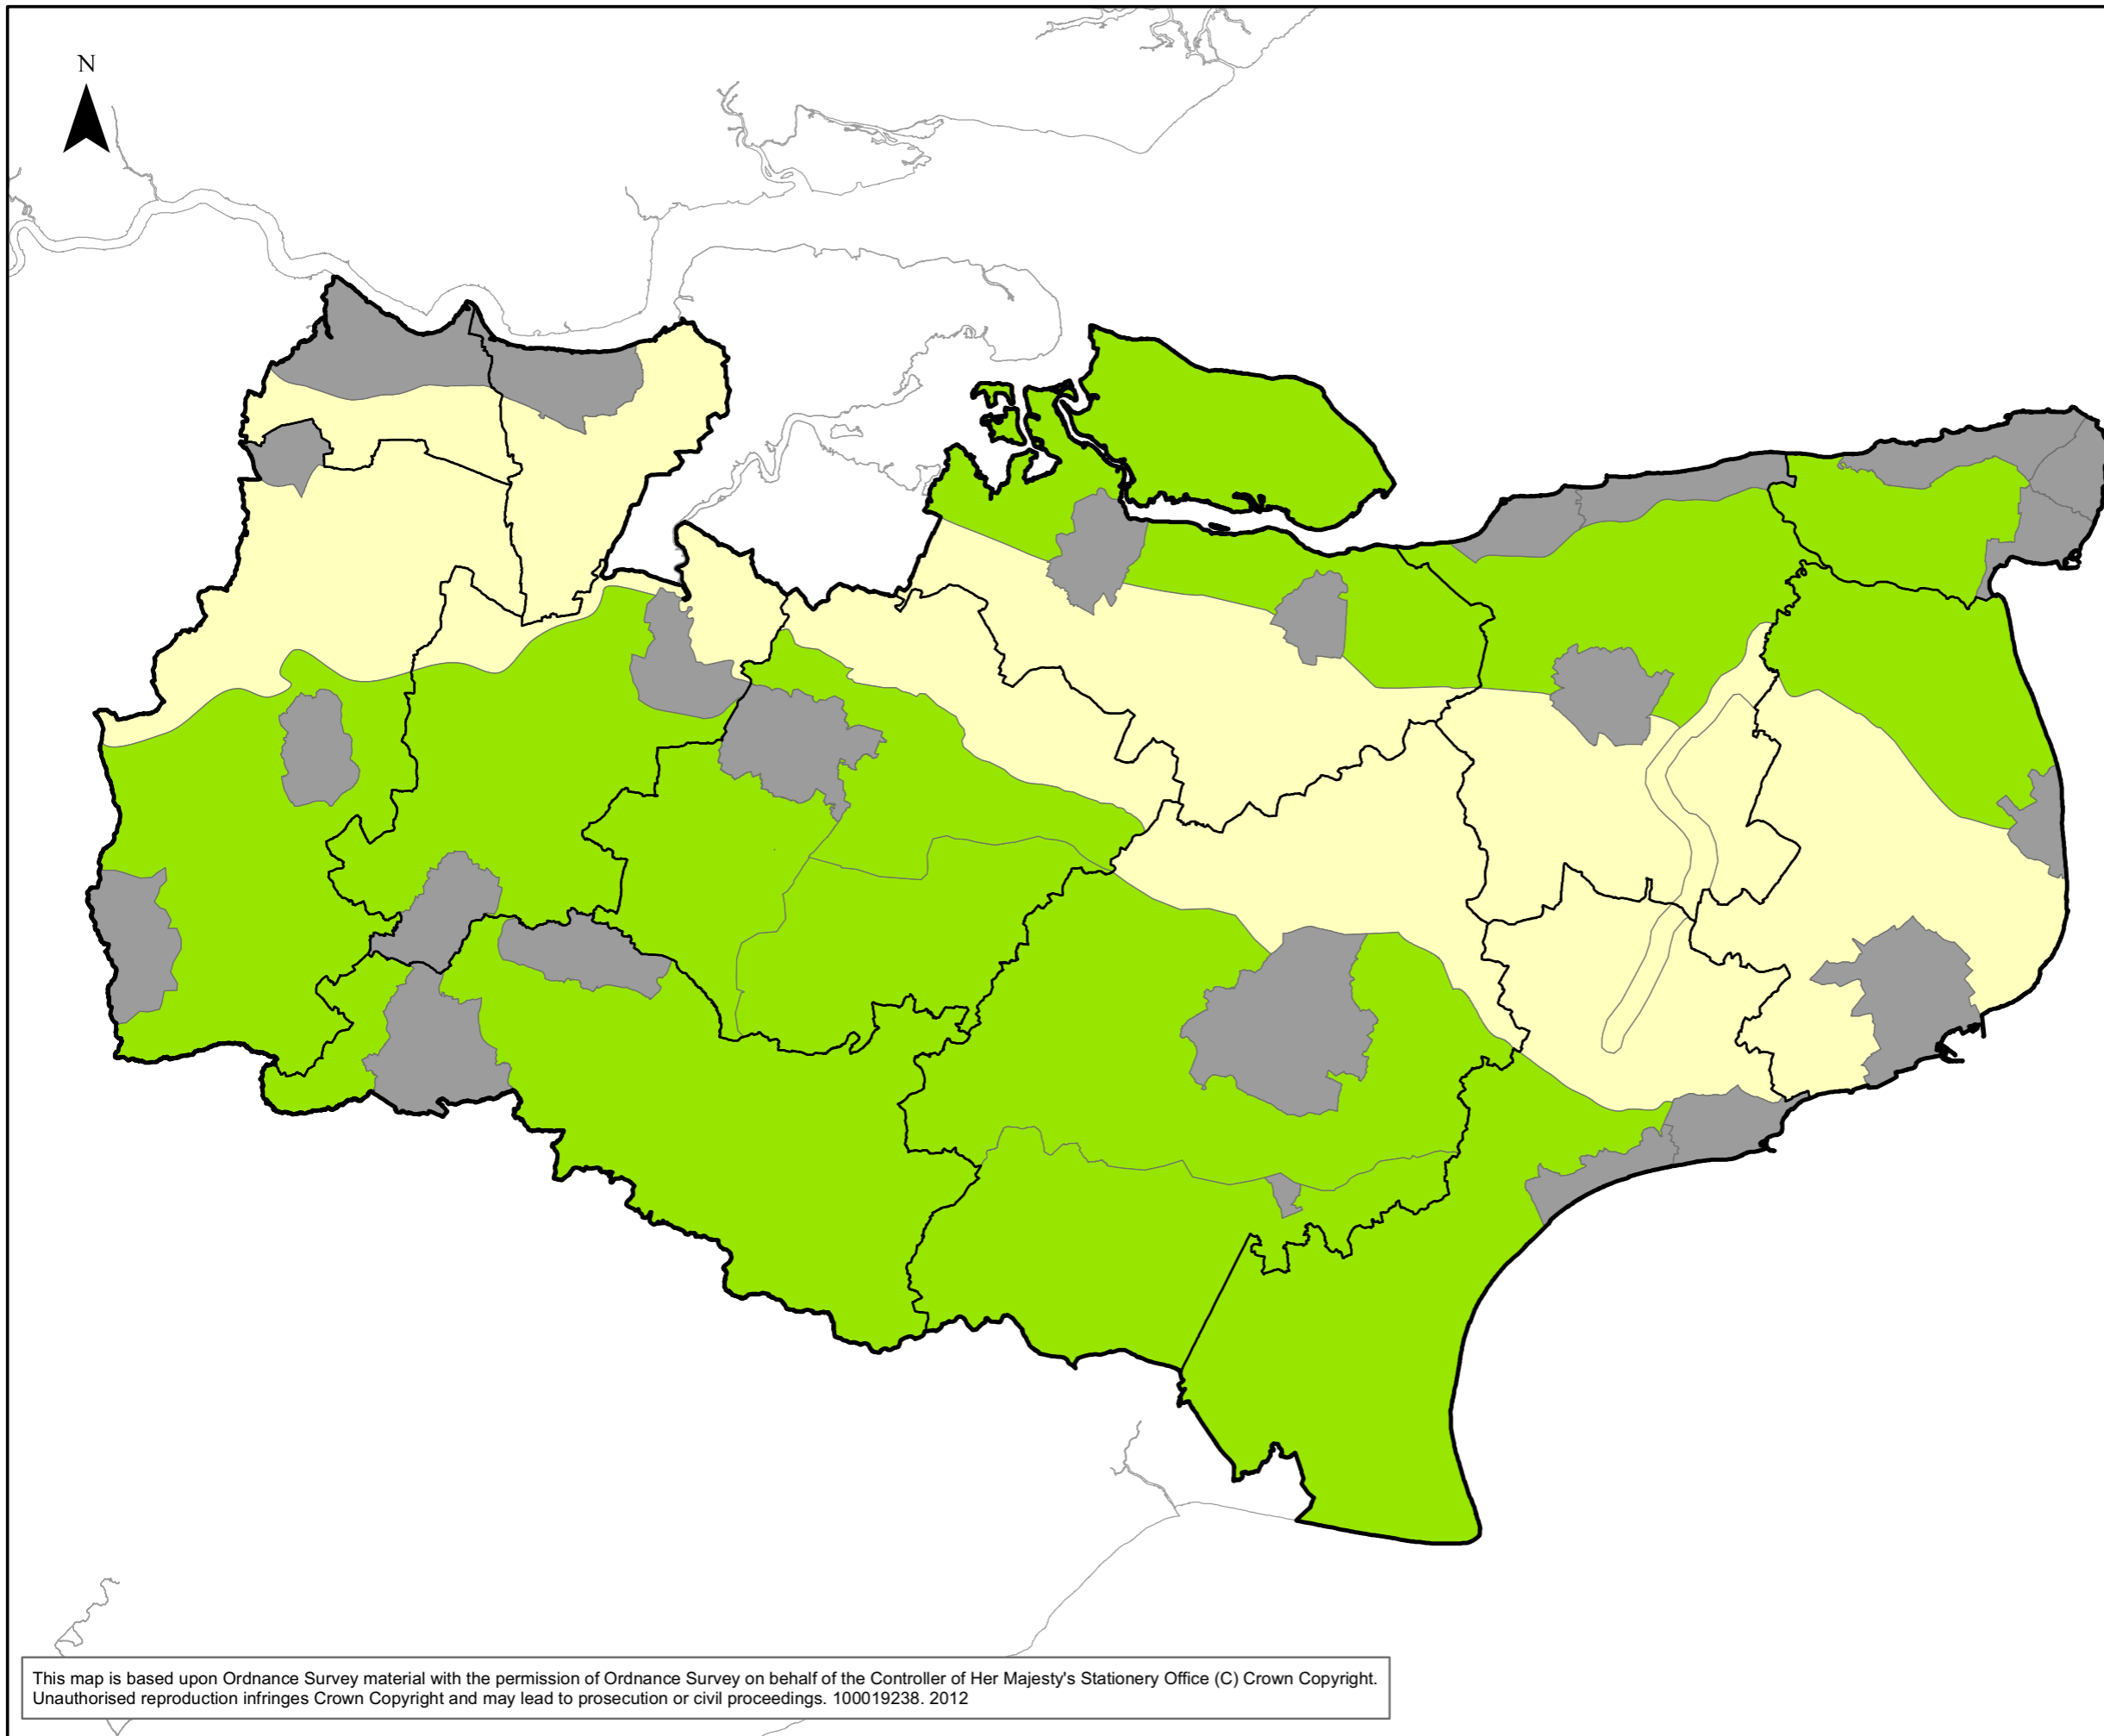 N
This map is based upon Ordnance Survey material with the permission of Ordnance Survey on behalf of the Controller of Her Majesty's Stationery Office (C) Crown Copyright.
Unauthorised reproduction infringes Crown Copyright and may lead to prosecution or civil proceedings. 100019238. 2012